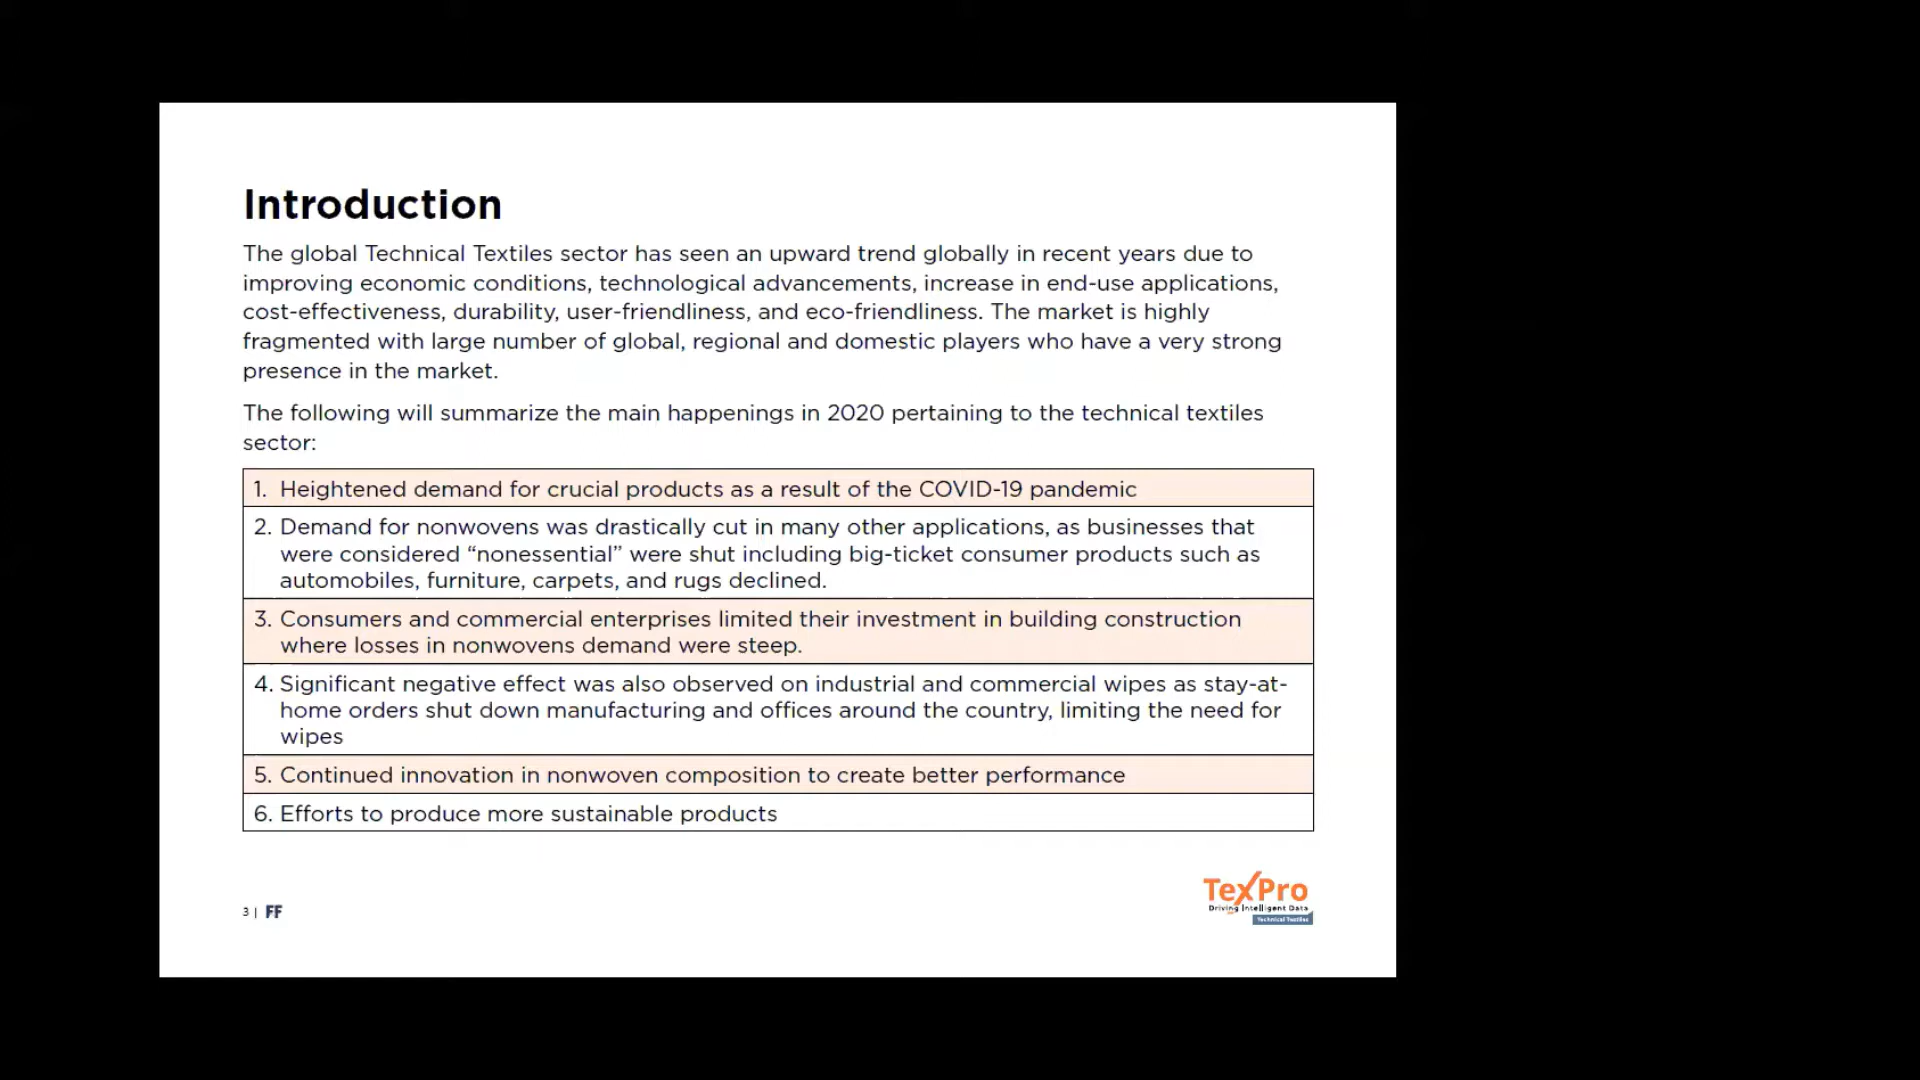 Introduction
The global Technical Textiles sector has seen an upward trend globally in recent years due to
improving economic conditions, technological advancements, increase in end-use applications,
cost-effectiveness, durability, user-friendliness, and eco-friendliness. The market is highly
fragmented with large number of global, regional and domestic players who have a very strong
presence in the market.
The following will summarize the main happenings in 2020 pertaining to the technical textiles
sector:
1. Heightened demand for crucial products as a result of the COVID-19 pandemic
2. Demand for nonwovens was drastically cut in many other applications, as businesses that
were considered “nonessential” were shut including big-ticket consumer products such as
automobiles, furniture, carpets, and rugs declined.
3. Consumers and commercial enterprises limited their investment in building construction
where losses in nonwovens demand were steep.
4. Significant negative effect was also observed on industrial and commercial wipes as stay-at-
home orders shut down manufacturing and offices around the country, limiting the need for
wipes
5. Continued innovation in nonwoven composition to create better performance
6. Efforts to produce more sustainable products
3 | FF
TexPro
Driving Intelligent Data
Technical Textiles